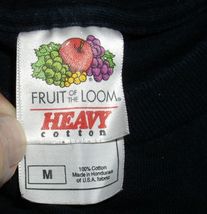 FRUIT OF THE LOOM®
HEAVY
cotton
M
100% Cotton
Made in Honduras
of U.S.A. fabric